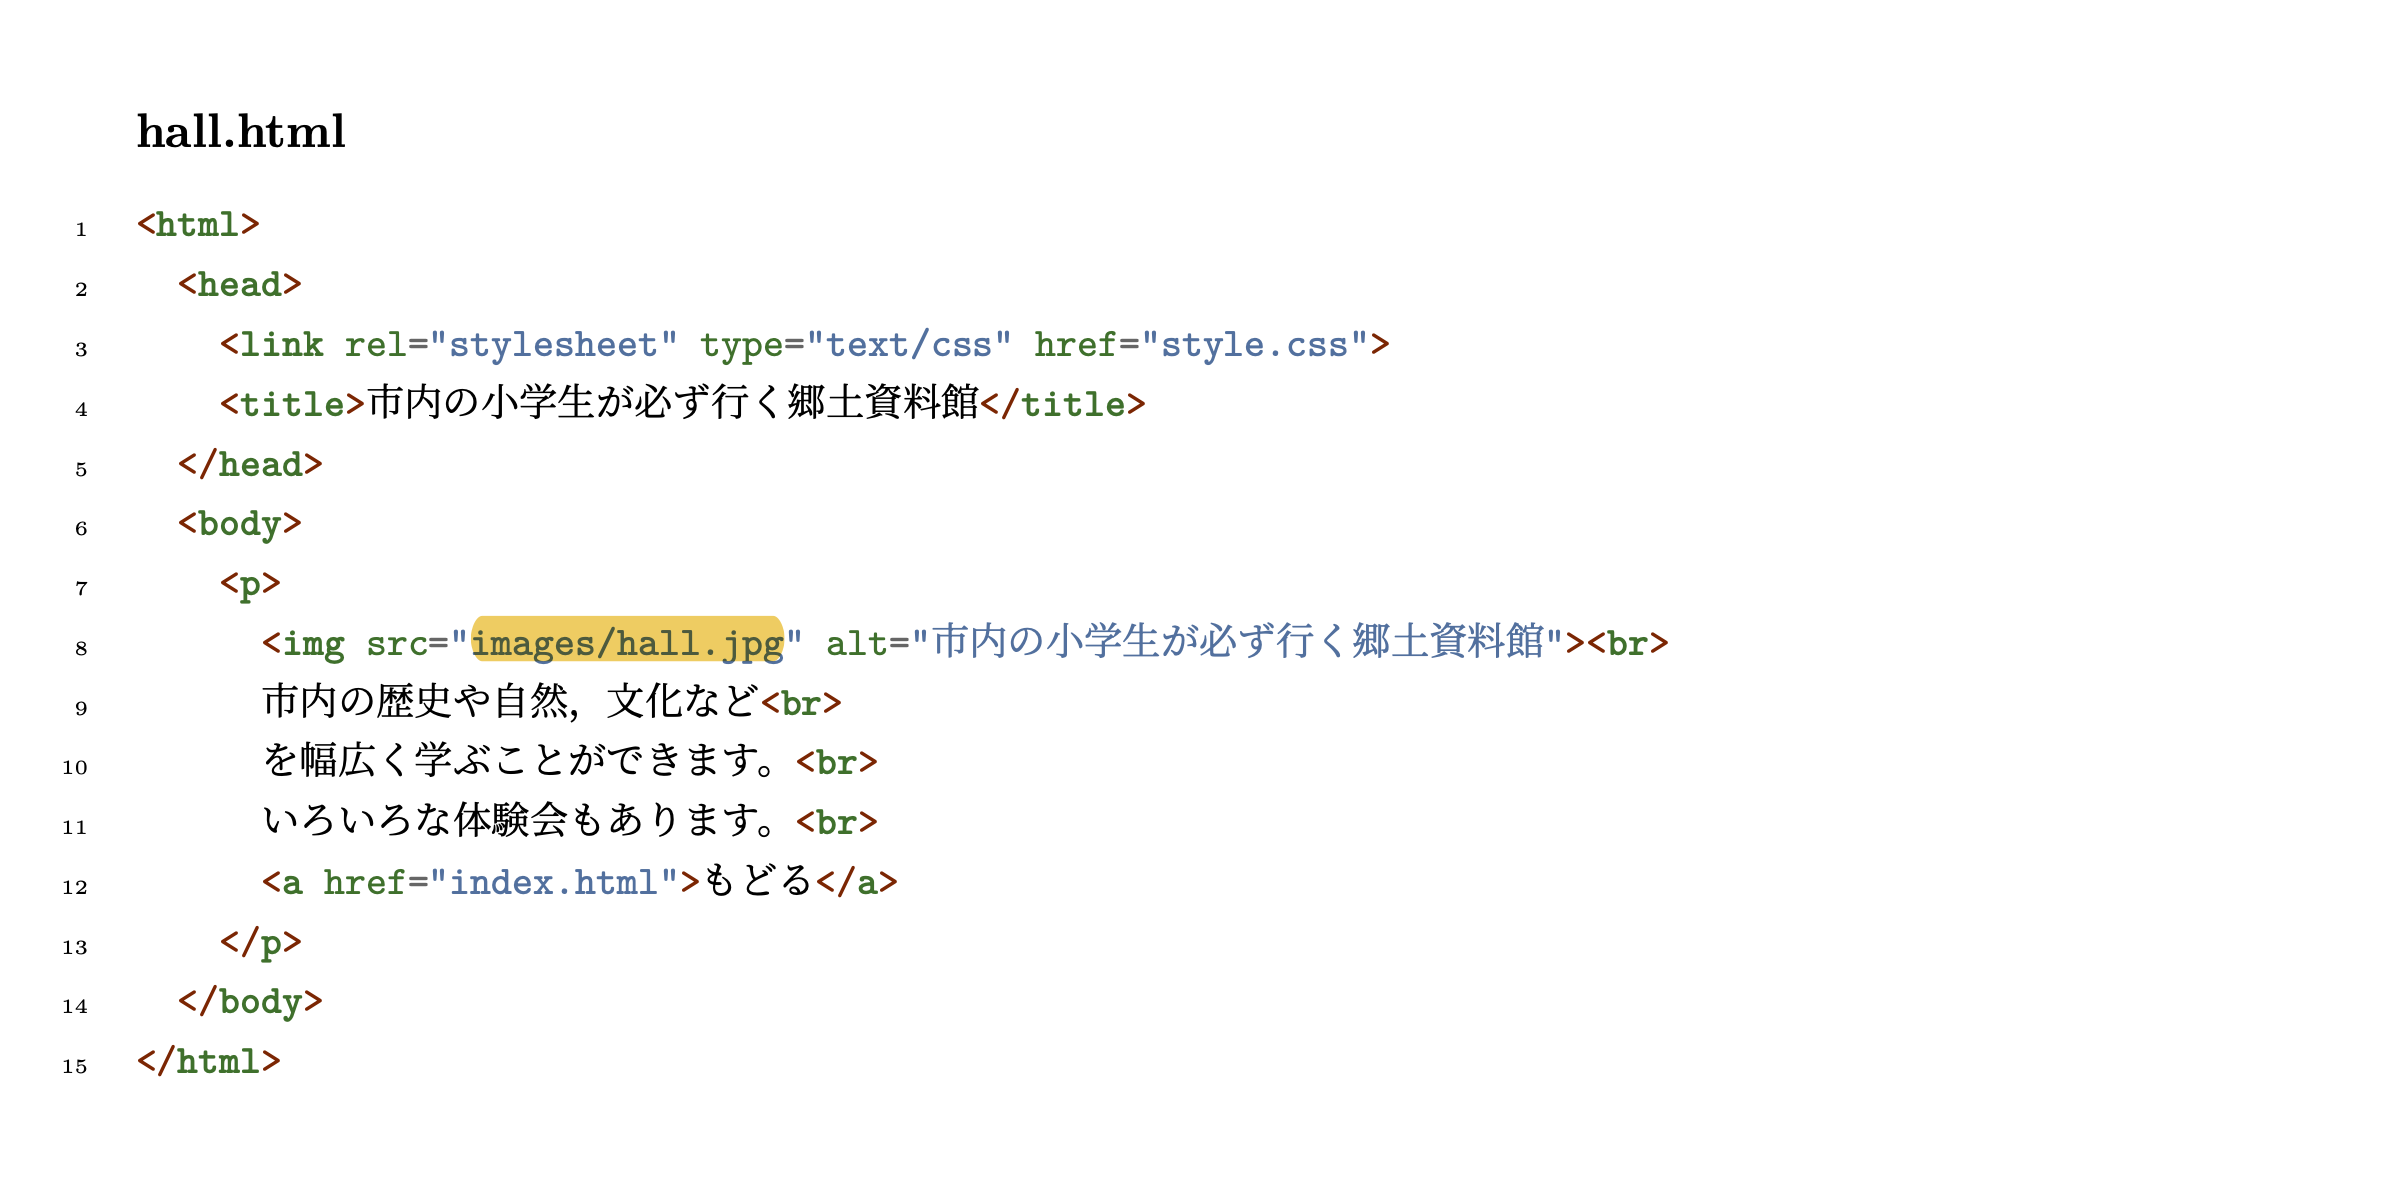 hall.html
1 <html>
2 <head>
3 <link rel="stylesheet" type="text/css" href="style.css">
4 <title>市内の小学生が必ず行く郷土資料館</title>
5 </head>
6 <body>
7 <p>
8 <img src="images/hall.jpg" alt="市内の小学生が必ず行く郷土資料館"><br>
9 市内の歴史や自然，文化など<br>
10 を幅広く学ぶことができます。<br>
11 いろいろな体験会もあります。<br>
12 <a href="index.html">もどる</a>
13 </p>
14 </body>
15 </html>